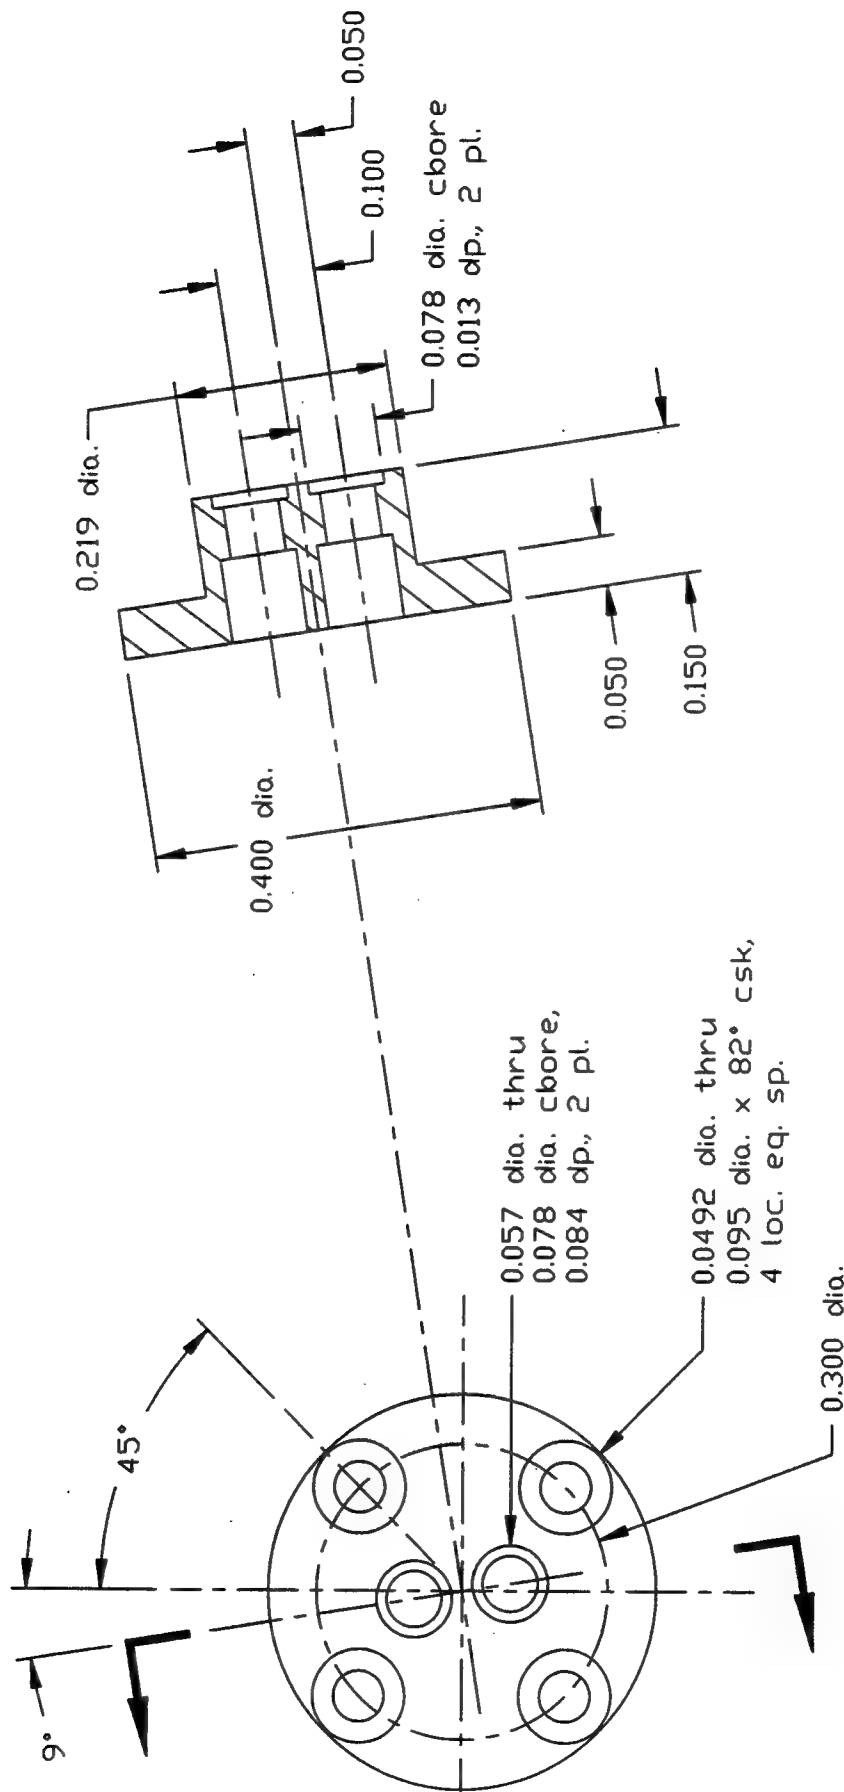 0.050
0.100
0.078 dia. cbore
0.013 dp., 2 pl.
0.219 dia.
0.400 dia.
0.050
0.150
45°
9°
0.057 dia. thru
0.078 dia. cbore,
0.084 dp., 2 pl.
0.0492 dia. thru
0.095 dia. x 82° csk,
4 loc. eq. sp.
0.300 dia.